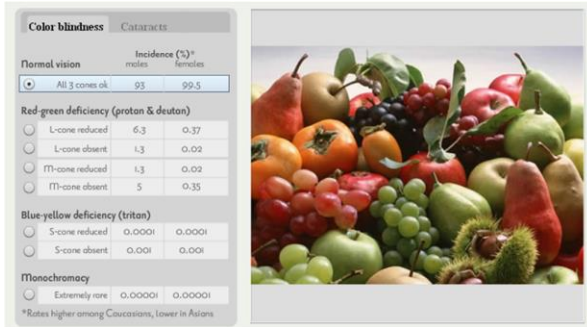 Color blindness Cataracts
Incidence (%)*
Normal vision males females
All 3 cones ok 93 99.5
Red-green deficiency (protan & deutan)
L-cone reduced 6.3 0.37
L-cone absent 1.3 0.02
M-cone reduced 1.3 0.02
M-cone absent 5 0.35
Blue-yellow deficiency (tritan)
S-cone reduced 0.0001 0.0001
S-cone absent 0.001 0.001
Monochromacy
Extremely rare 0.00001 0.00001
*Rates higher among Caucasians, lower in Asians